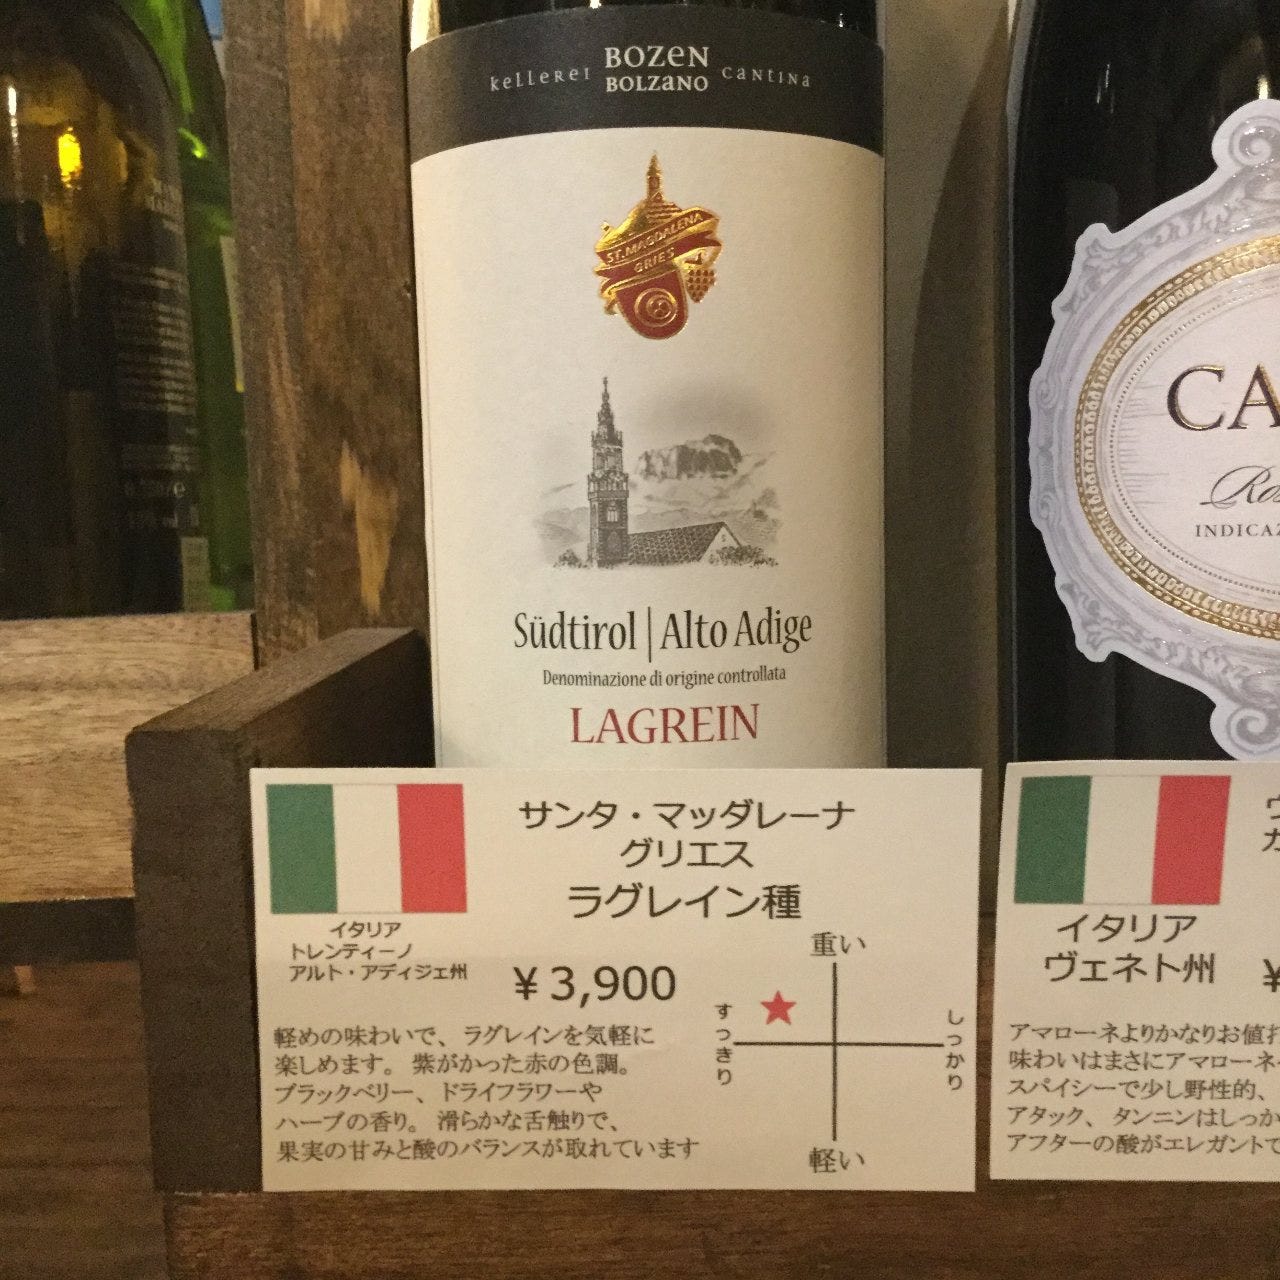 kelleRei BOZeN BOLZaNO cantina
ST. MAGDALENA
GRIES
Südtirol | Alto Adige
Denominazione di origine controllata
LAGREIN
サンタ・マッダレーナ
グリエス
ラグレイン種
イタリア
トレンティーノ
アルト・アディジェ州
¥3,900
重い
すっきり
しっかり
軽い
軽めの味わいで、ラグレインを気軽に
楽しめます。紫がかった赤の色調。
ブラックベリー、ドライフラワーや
ハーブの香り。滑らかな舌触りで、
果実の甘みと酸のバランスが取れています
CA
INDICAZ
イタリア
ヴェネト州
¥
アマローネよりかなりお値打
味わいはまさにアマローネ
スパイシーで少し野性的、
アタック、タンニンはしっか
アフターの酸がエレガントで